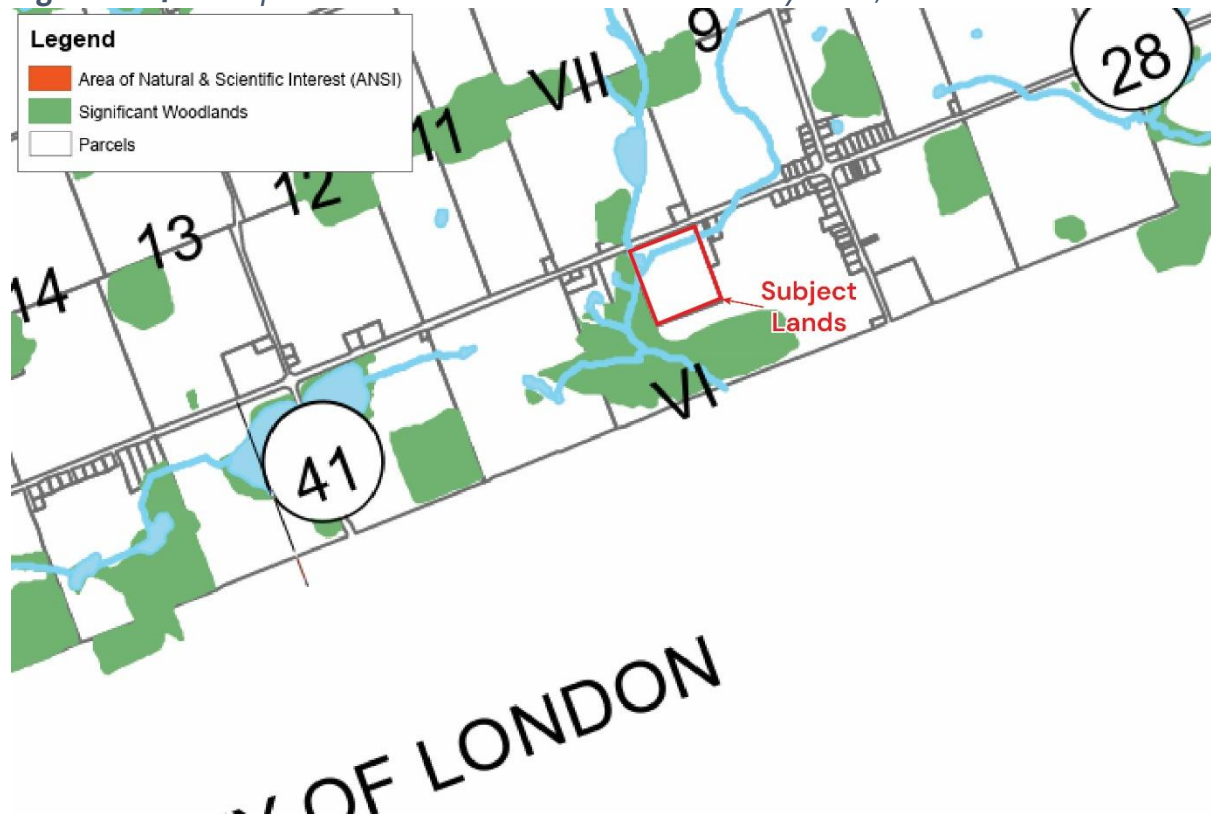 Legend
Area of Natural & Scientific Interest (ANSI)
Significant Woodlands
Parcels
9
VII
28
11
12
13
14
Subject
Lands
VI
41
Y OF LONDON